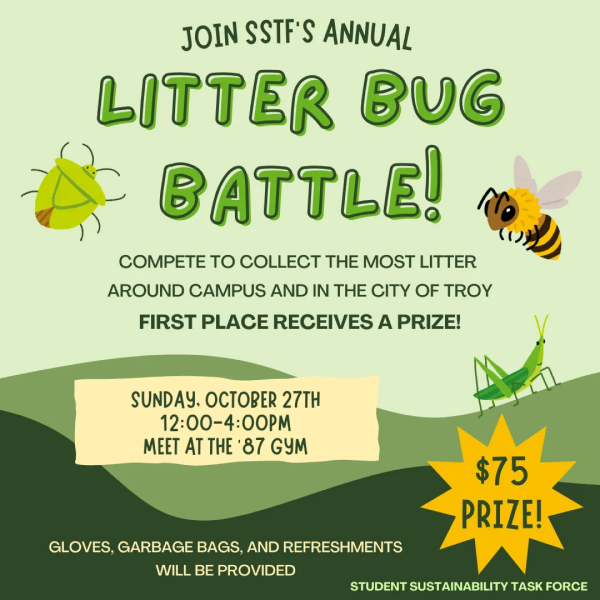 JOIN SSTF'S ANNUAL
LITTER BUG
BATTLE!
COMPETE TO COLLECT THE MOST LITTER
AROUND CAMPUS AND IN THE CITY OF TROY
FIRST PLACE RECEIVES A PRIZE!
SUNDAY, OCTOBER 27TH
12:00-4:00PM
MEET AT THE '87 GYM
$75
PRIZE!
GLOVES, GARBAGE BAGS, AND REFRESHMENTS
WILL BE PROVIDED
STUDENT SUSTAINABILITY TASK FORCE